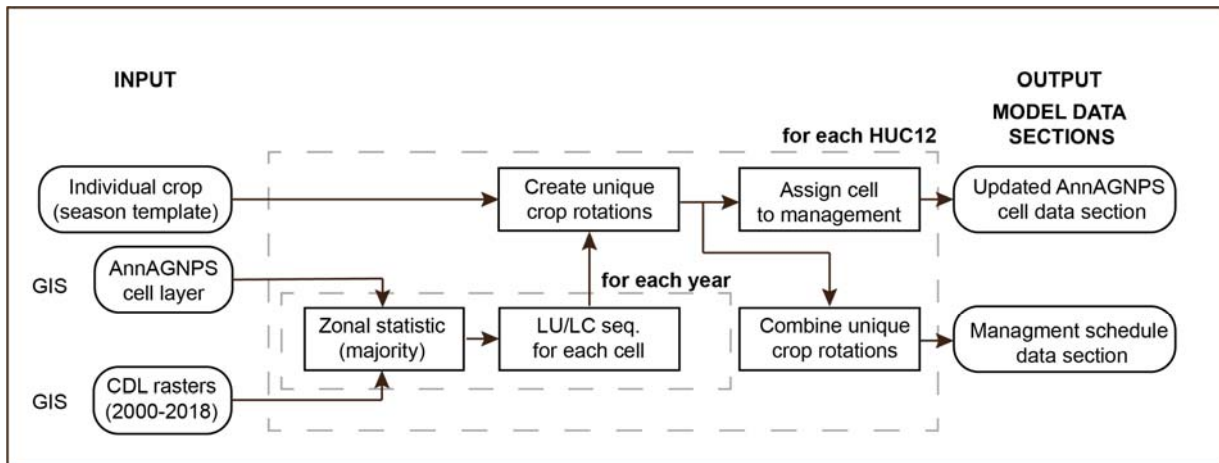 INPUT
OUTPUT
MODEL DATA
SECTIONS
for each HUC12
Individual crop
(season template)
Create unique
crop rotations
Assign cell
to management
Updated AnnAGNPS
cell data section
GIS
AnnAGNPS
cell layer
for each year
Zonal statistic
(majority)
LU/LC seq.
for each cell
Combine unique
crop rotations
Managment schedule
data section
GIS
CDL rasters
(2000-2018)